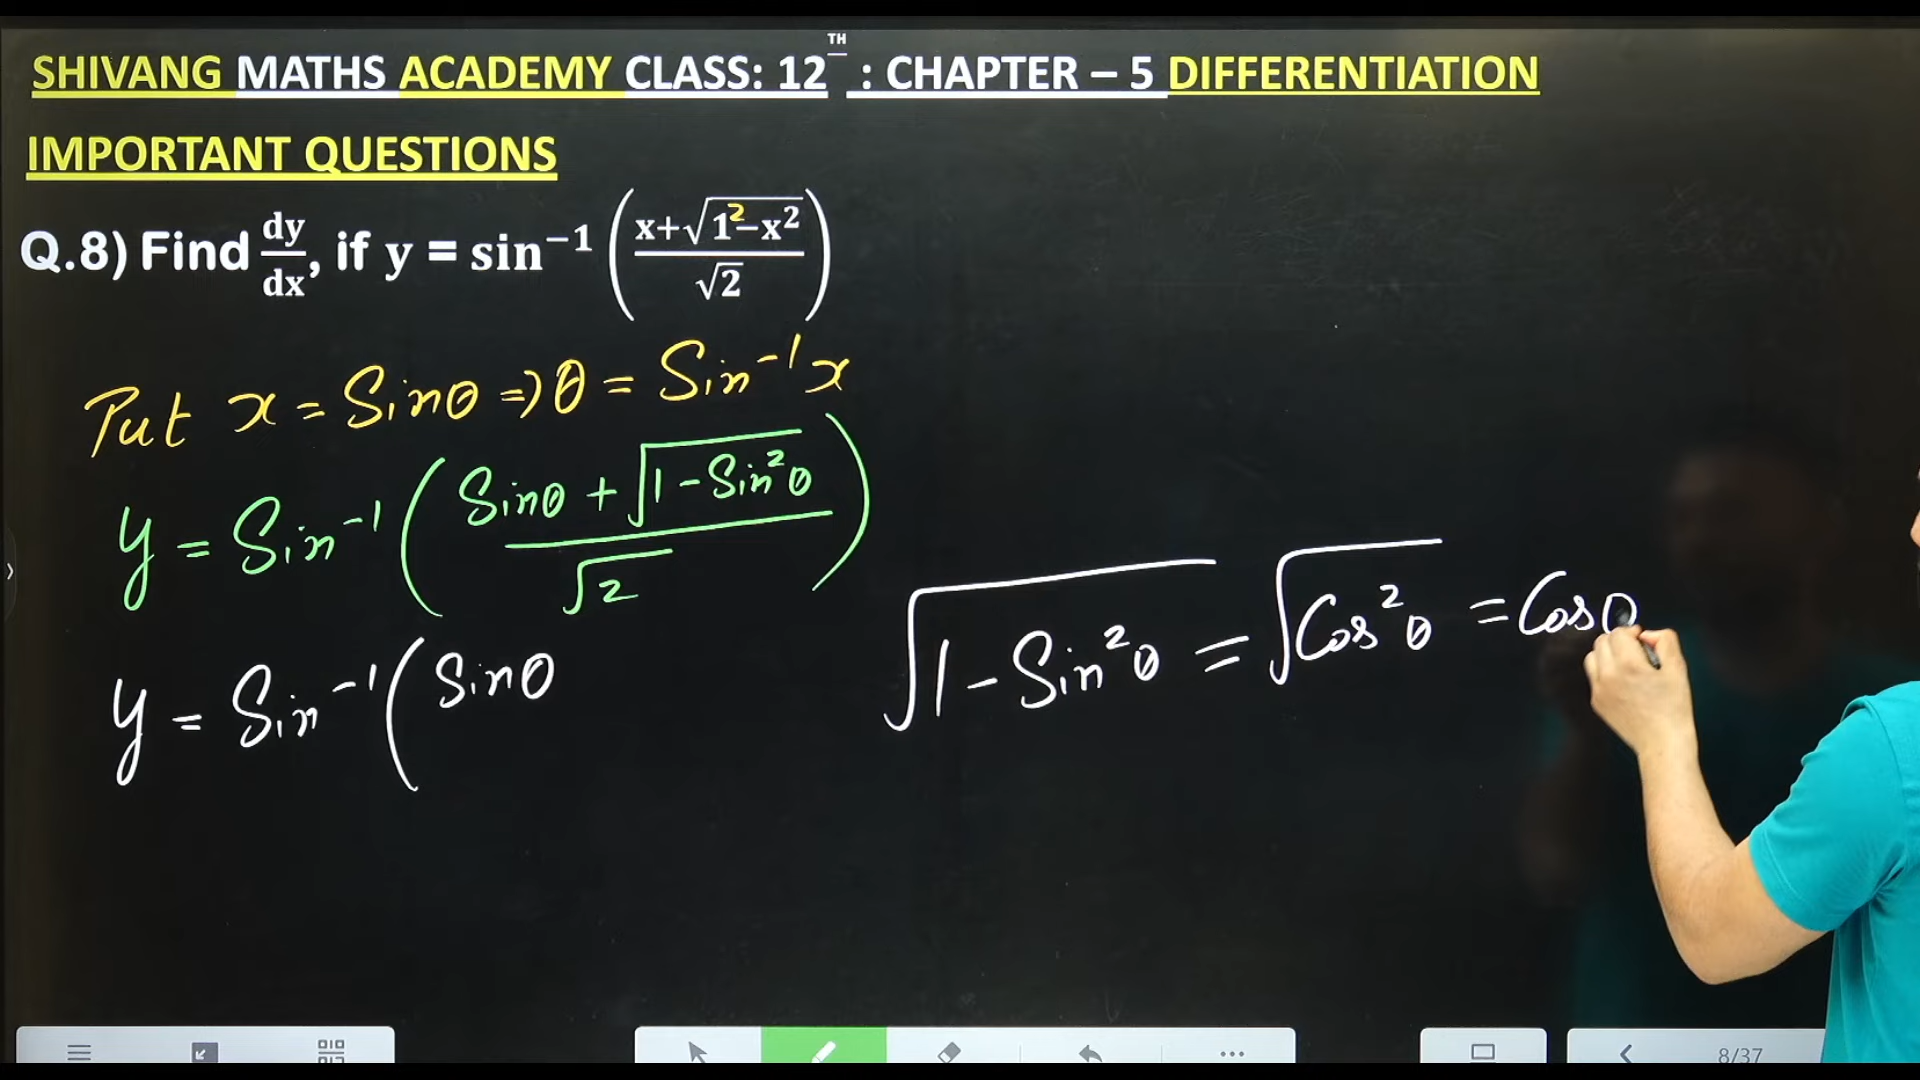 SHIVANG MATHS ACADEMY CLASS: 12TH : CHAPTER – 5 DIFFERENTIATION
IMPORTANT QUESTIONS
Q.8) Find dy/dx, if y = sin⁻¹ ((x+√(1²−x²))/√2)
Put x = Sinθ ⇒ θ = Sin⁻¹x
y = Sin⁻¹ ((Sinθ + √(1 − Sin²θ))/√2)
√(1 − Sin²θ) = √(Cos²θ) = Cosθ
y = Sin⁻¹ (Sinθ
8/37